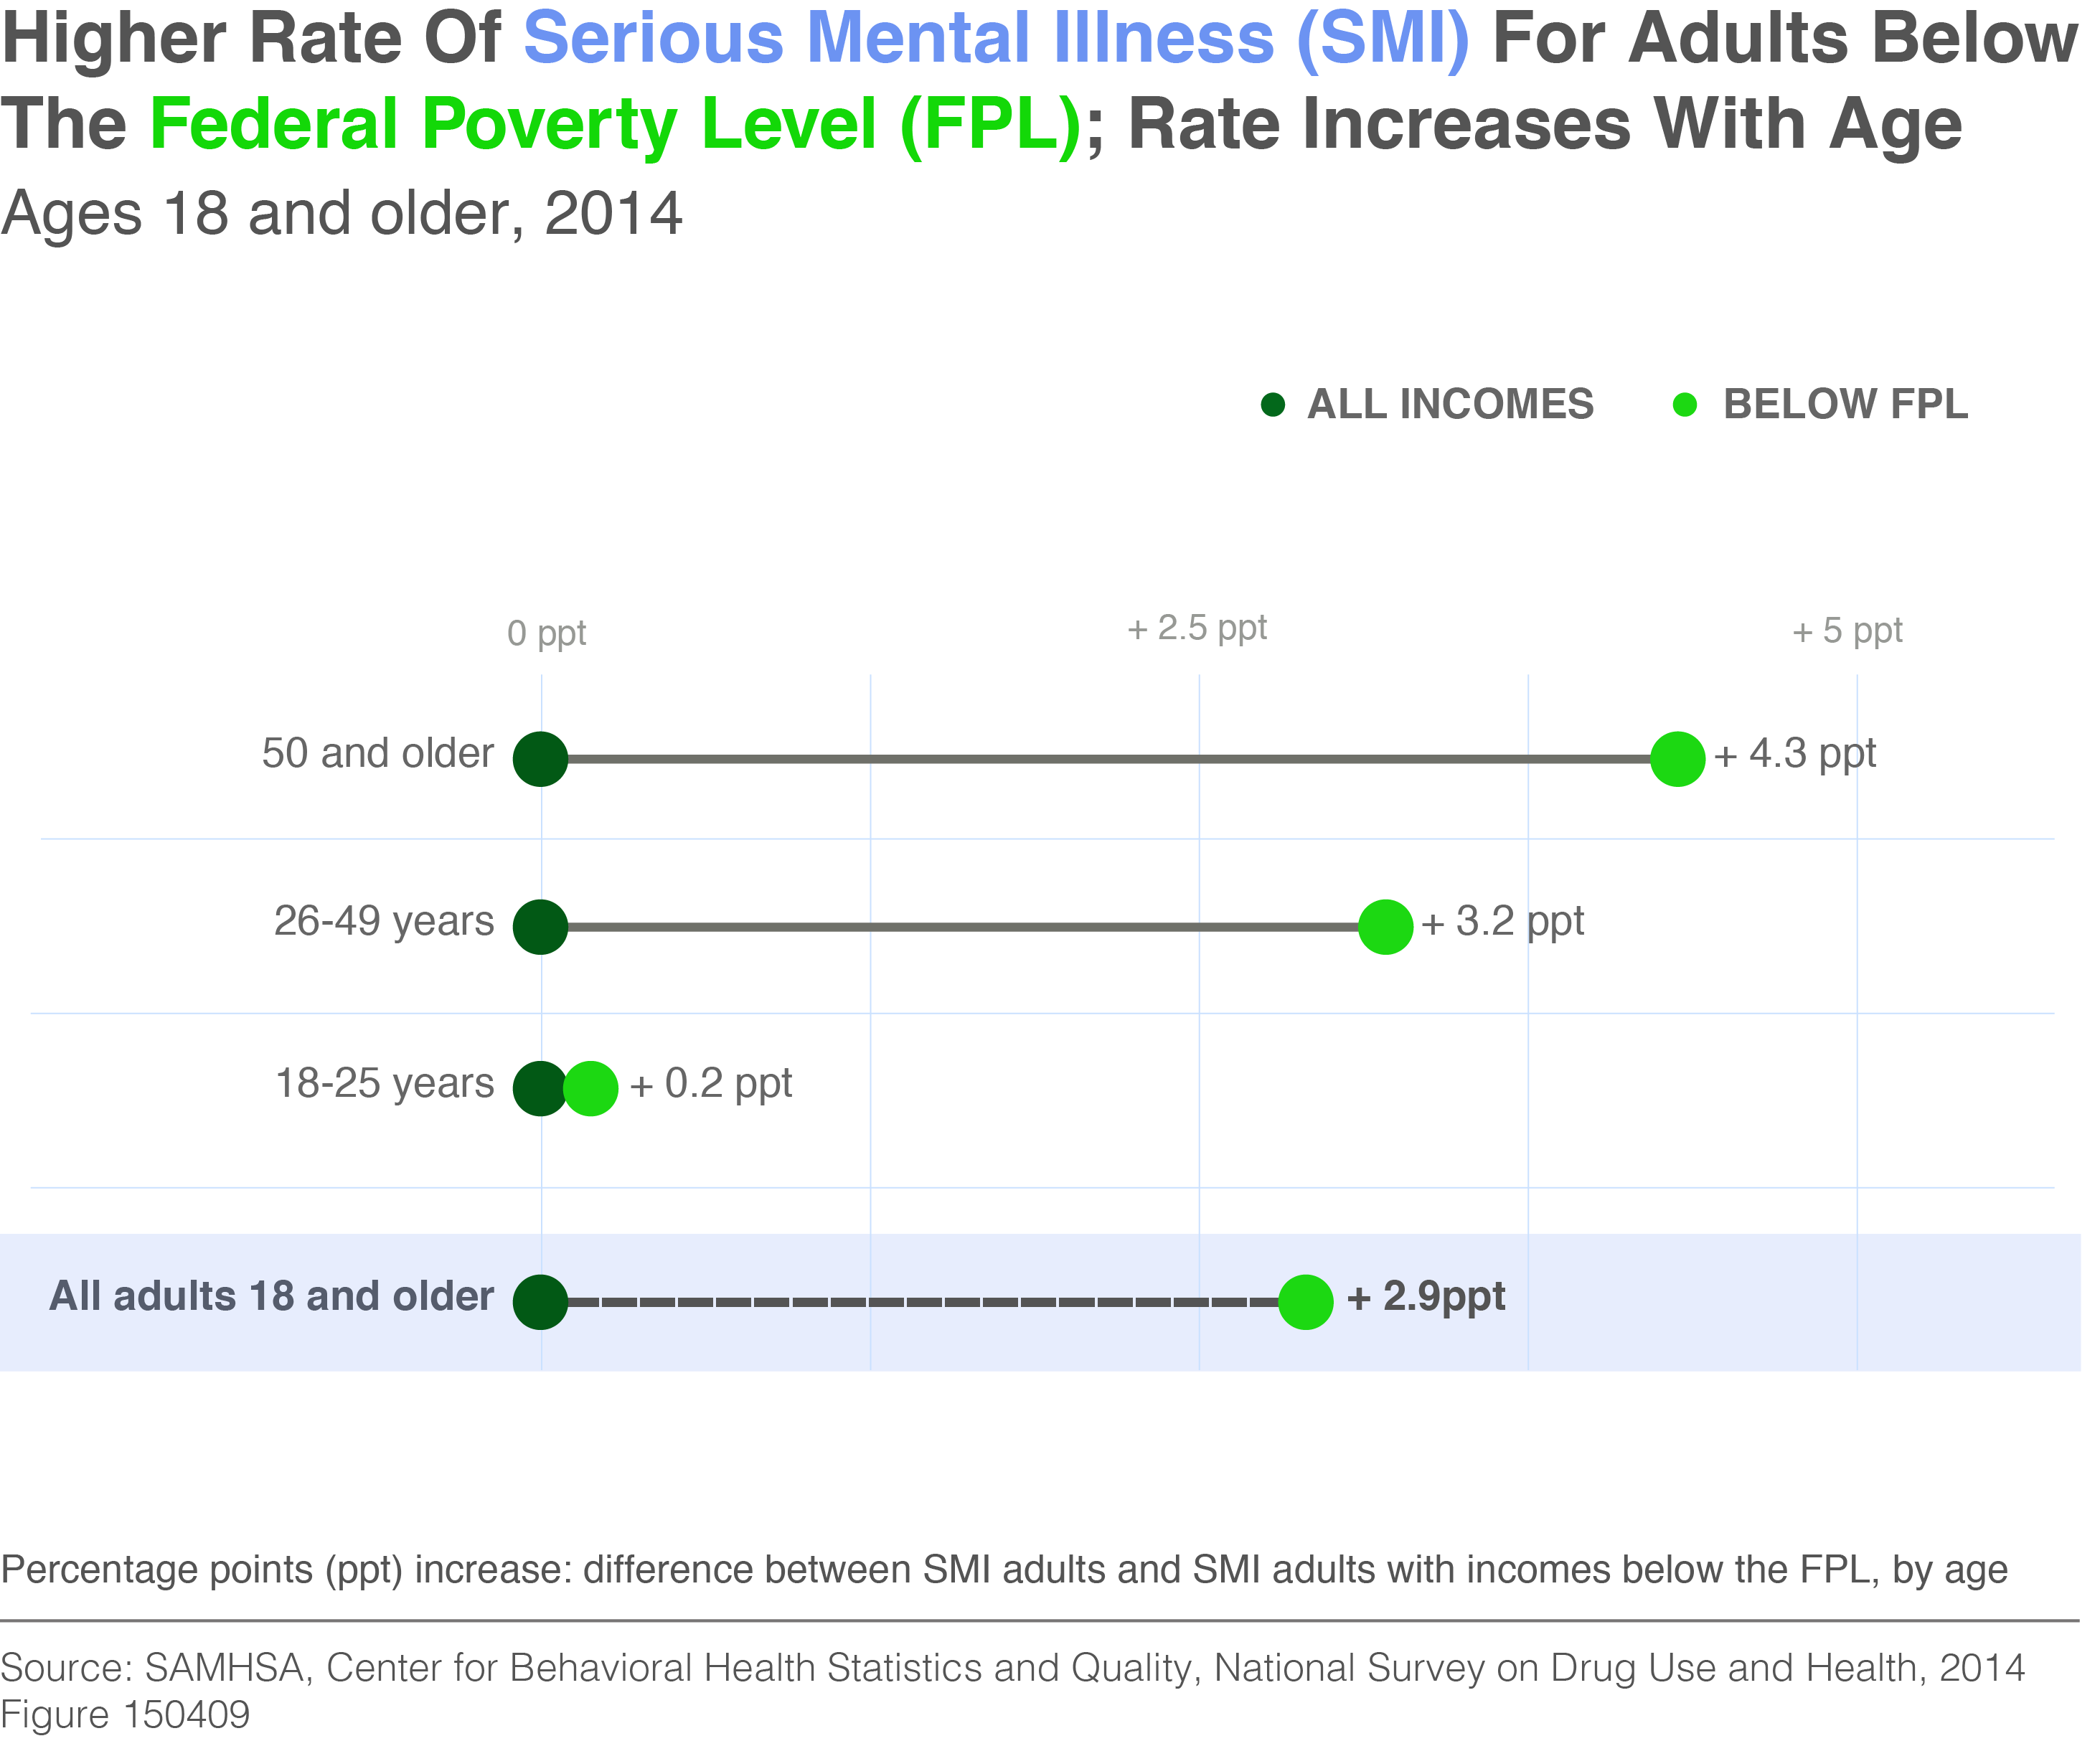 Higher Rate Of Serious Mental Illness (SMI) For Adults Below
The Federal Poverty Level (FPL); Rate Increases With Age
Ages 18 and older, 2014
ALL INCOMES BELOW FPL
0 ppt + 2.5 ppt + 5 ppt
50 and older + 4.3 ppt
26-49 years + 3.2 ppt
18-25 years + 0.2 ppt
All adults 18 and older + 2.9ppt
Percentage points (ppt) increase: difference between SMI adults and SMI adults with incomes below the FPL, by age
Source: SAMHSA, Center for Behavioral Health Statistics and Quality, National Survey on Drug Use and Health, 2014
Figure 150409